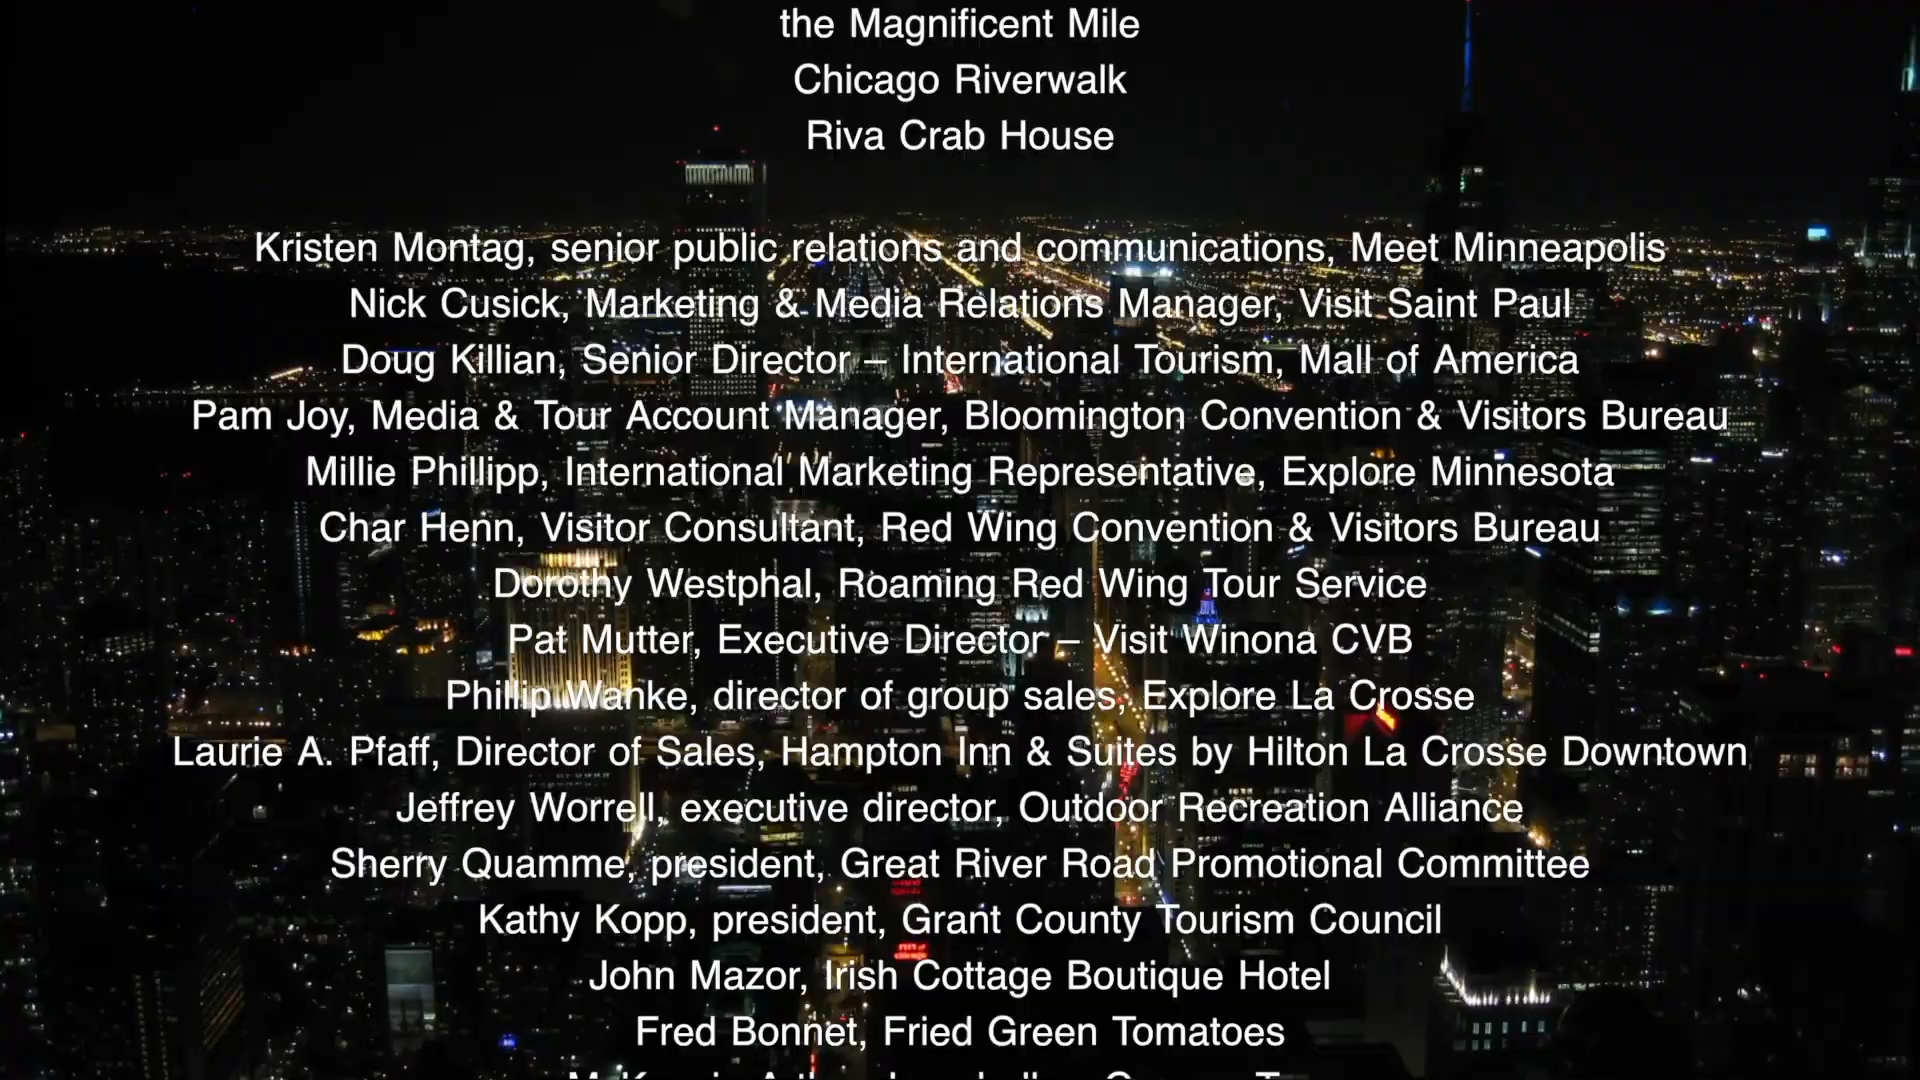 the Magnificent Mile
Chicago Riverwalk
Riva Crab House
Kristen Montag, senior public relations and communications, Meet Minneapolis
Nick Cusick, Marketing & Media Relations Manager, Visit Saint Paul
Doug Killian, Senior Director – International Tourism, Mall of America
Pam Joy, Media & Tour Account Manager, Bloomington Convention & Visitors Bureau
Millie Phillipp, International Marketing Representative, Explore Minnesota
Char Henn, Visitor Consultant, Red Wing Convention & Visitors Bureau
Dorothy Westphal, Roaming Red Wing Tour Service
Pat Mutter, Executive Director – Visit Winona CVB
Phillip Wanke, director of group sales, Explore La Crosse
Laurie A. Pfaff, Director of Sales, Hampton Inn & Suites by Hilton La Crosse Downtown
Jeffrey Worrell, executive director, Outdoor Recreation Alliance
Sherry Quamme, president, Great River Road Promotional Committee
Kathy Kopp, president, Grant County Tourism Council
John Mazor, Irish Cottage Boutique Hotel
Fred Bonnet, Fried Green Tomatoes